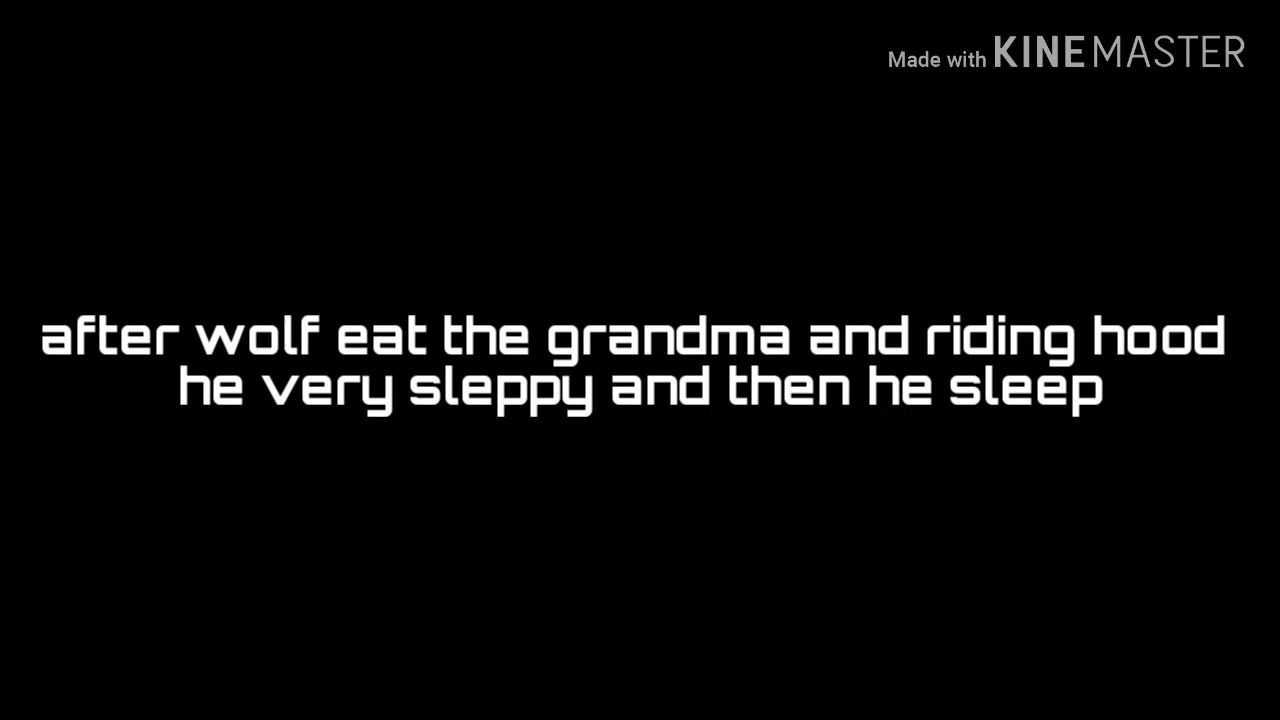 Made with KINEMASTER
after wolf eat the grandma and riding hood
he very sleppy and then he sleep